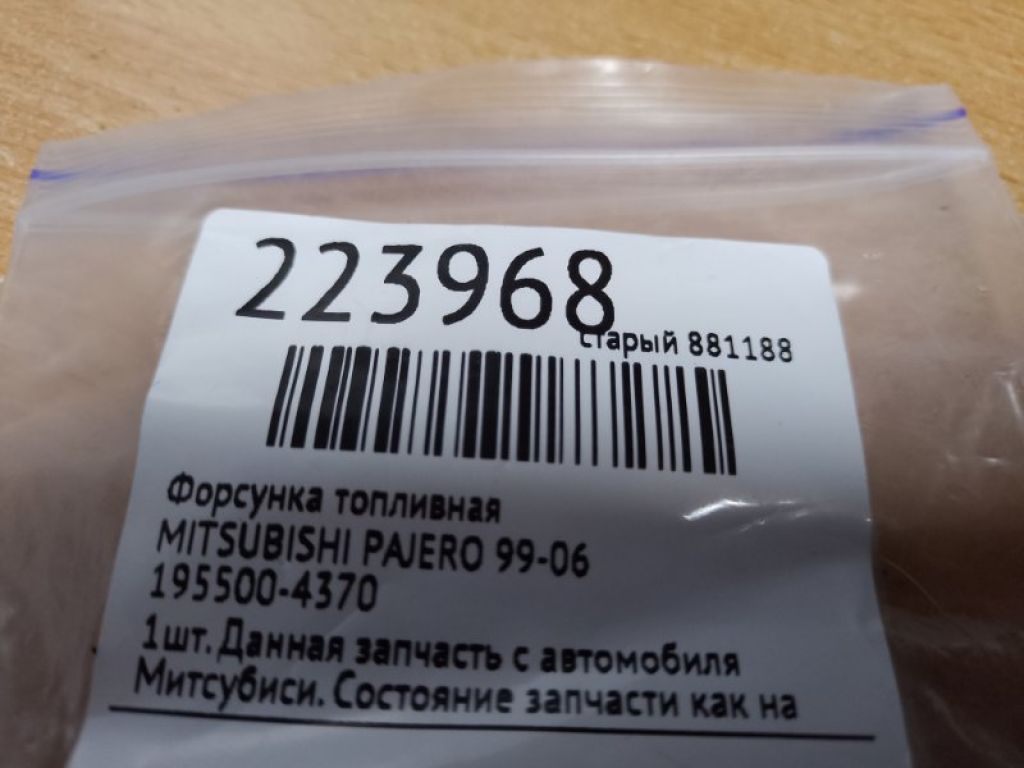 223968
старый 881188
Форсунка топливная
MITSUBISHI PAJERO 99-06
195500-4370
1шт. Данная запчасть с автомобиля
Митсубиси. Состояние запчасти как на